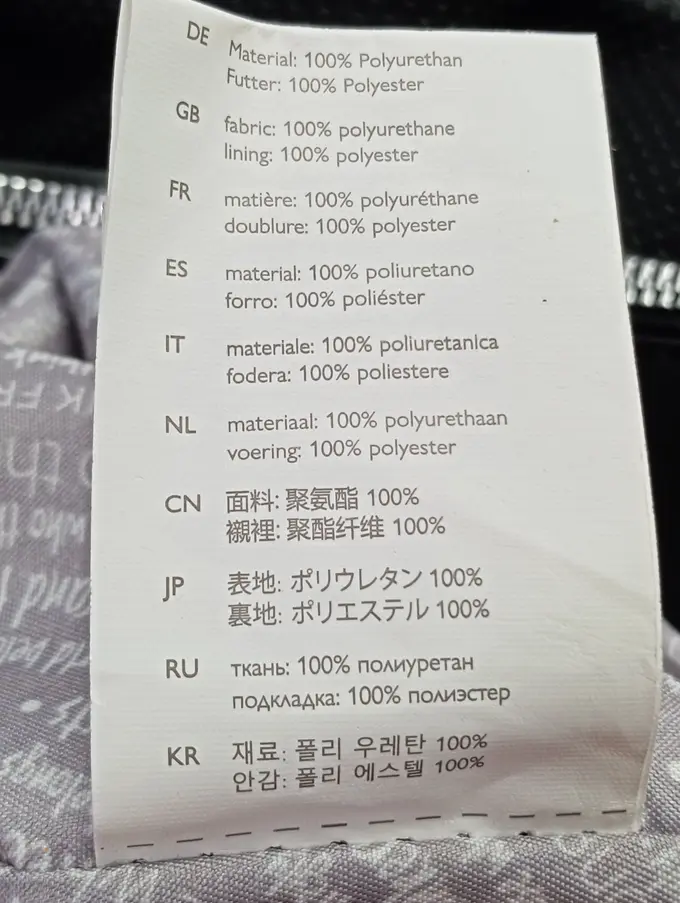 DE Material: 100% Polyurethan
Futter: 100% Polyester
GB fabric: 100% polyurethane
lining: 100% polyester
FR matière: 100% polyuréthane
doublure: 100% polyester
ES material: 100% poliuretano
forro: 100% poliéster
IT materiale: 100% poliuretanica
fodera: 100% poliestere
NL materiaal: 100% polyurethaan
voering: 100% polyester
CN 面料: 聚氨酯 100%
襯裡: 聚酯纤维 100%
JP 表地: ポリウレタン 100%
裏地: ポリエステル 100%
RU ткань: 100% полиуретан
подкладка: 100% полиэстер
KR 재료: 폴리 우레탄 100%
안감: 폴리 에스텔 100%